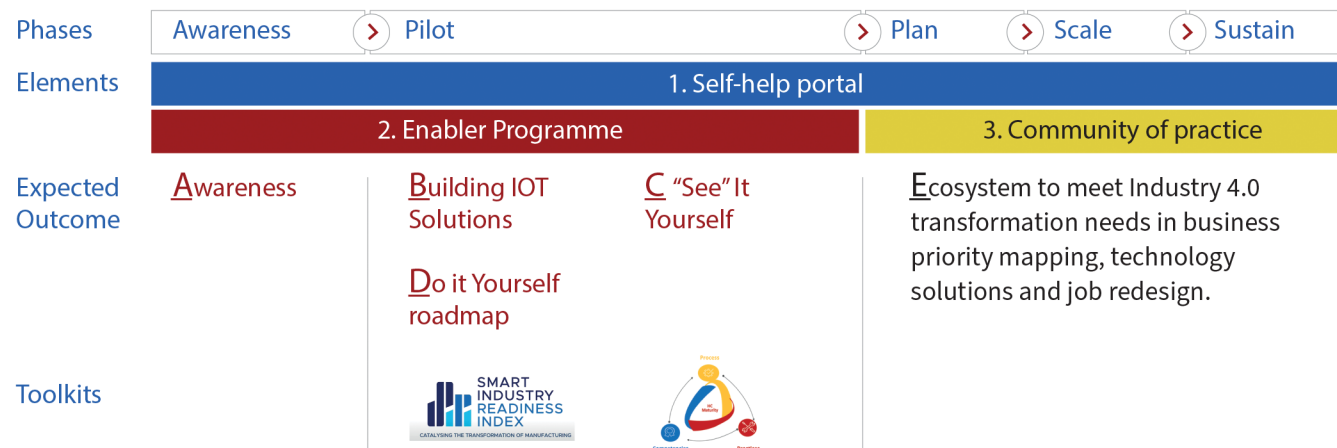 Phases
Awareness
Pilot
Plan
Scale
Sustain
Elements
1. Self-help portal
2. Enabler Programme
3. Community of practice
Expected
Outcome
Awareness
Building IOT
Solutions
C “See” It
Yourself
Do it Yourself
roadmap
Ecosystem to meet Industry 4.0
transformation needs in business
priority mapping, technology
solutions and job redesign.
Toolkits
SMART
INDUSTRY
READINESS
INDEX
CATALYSING THE TRANSFORMATION OF MANUFACTURING
Process
HC
Maturity